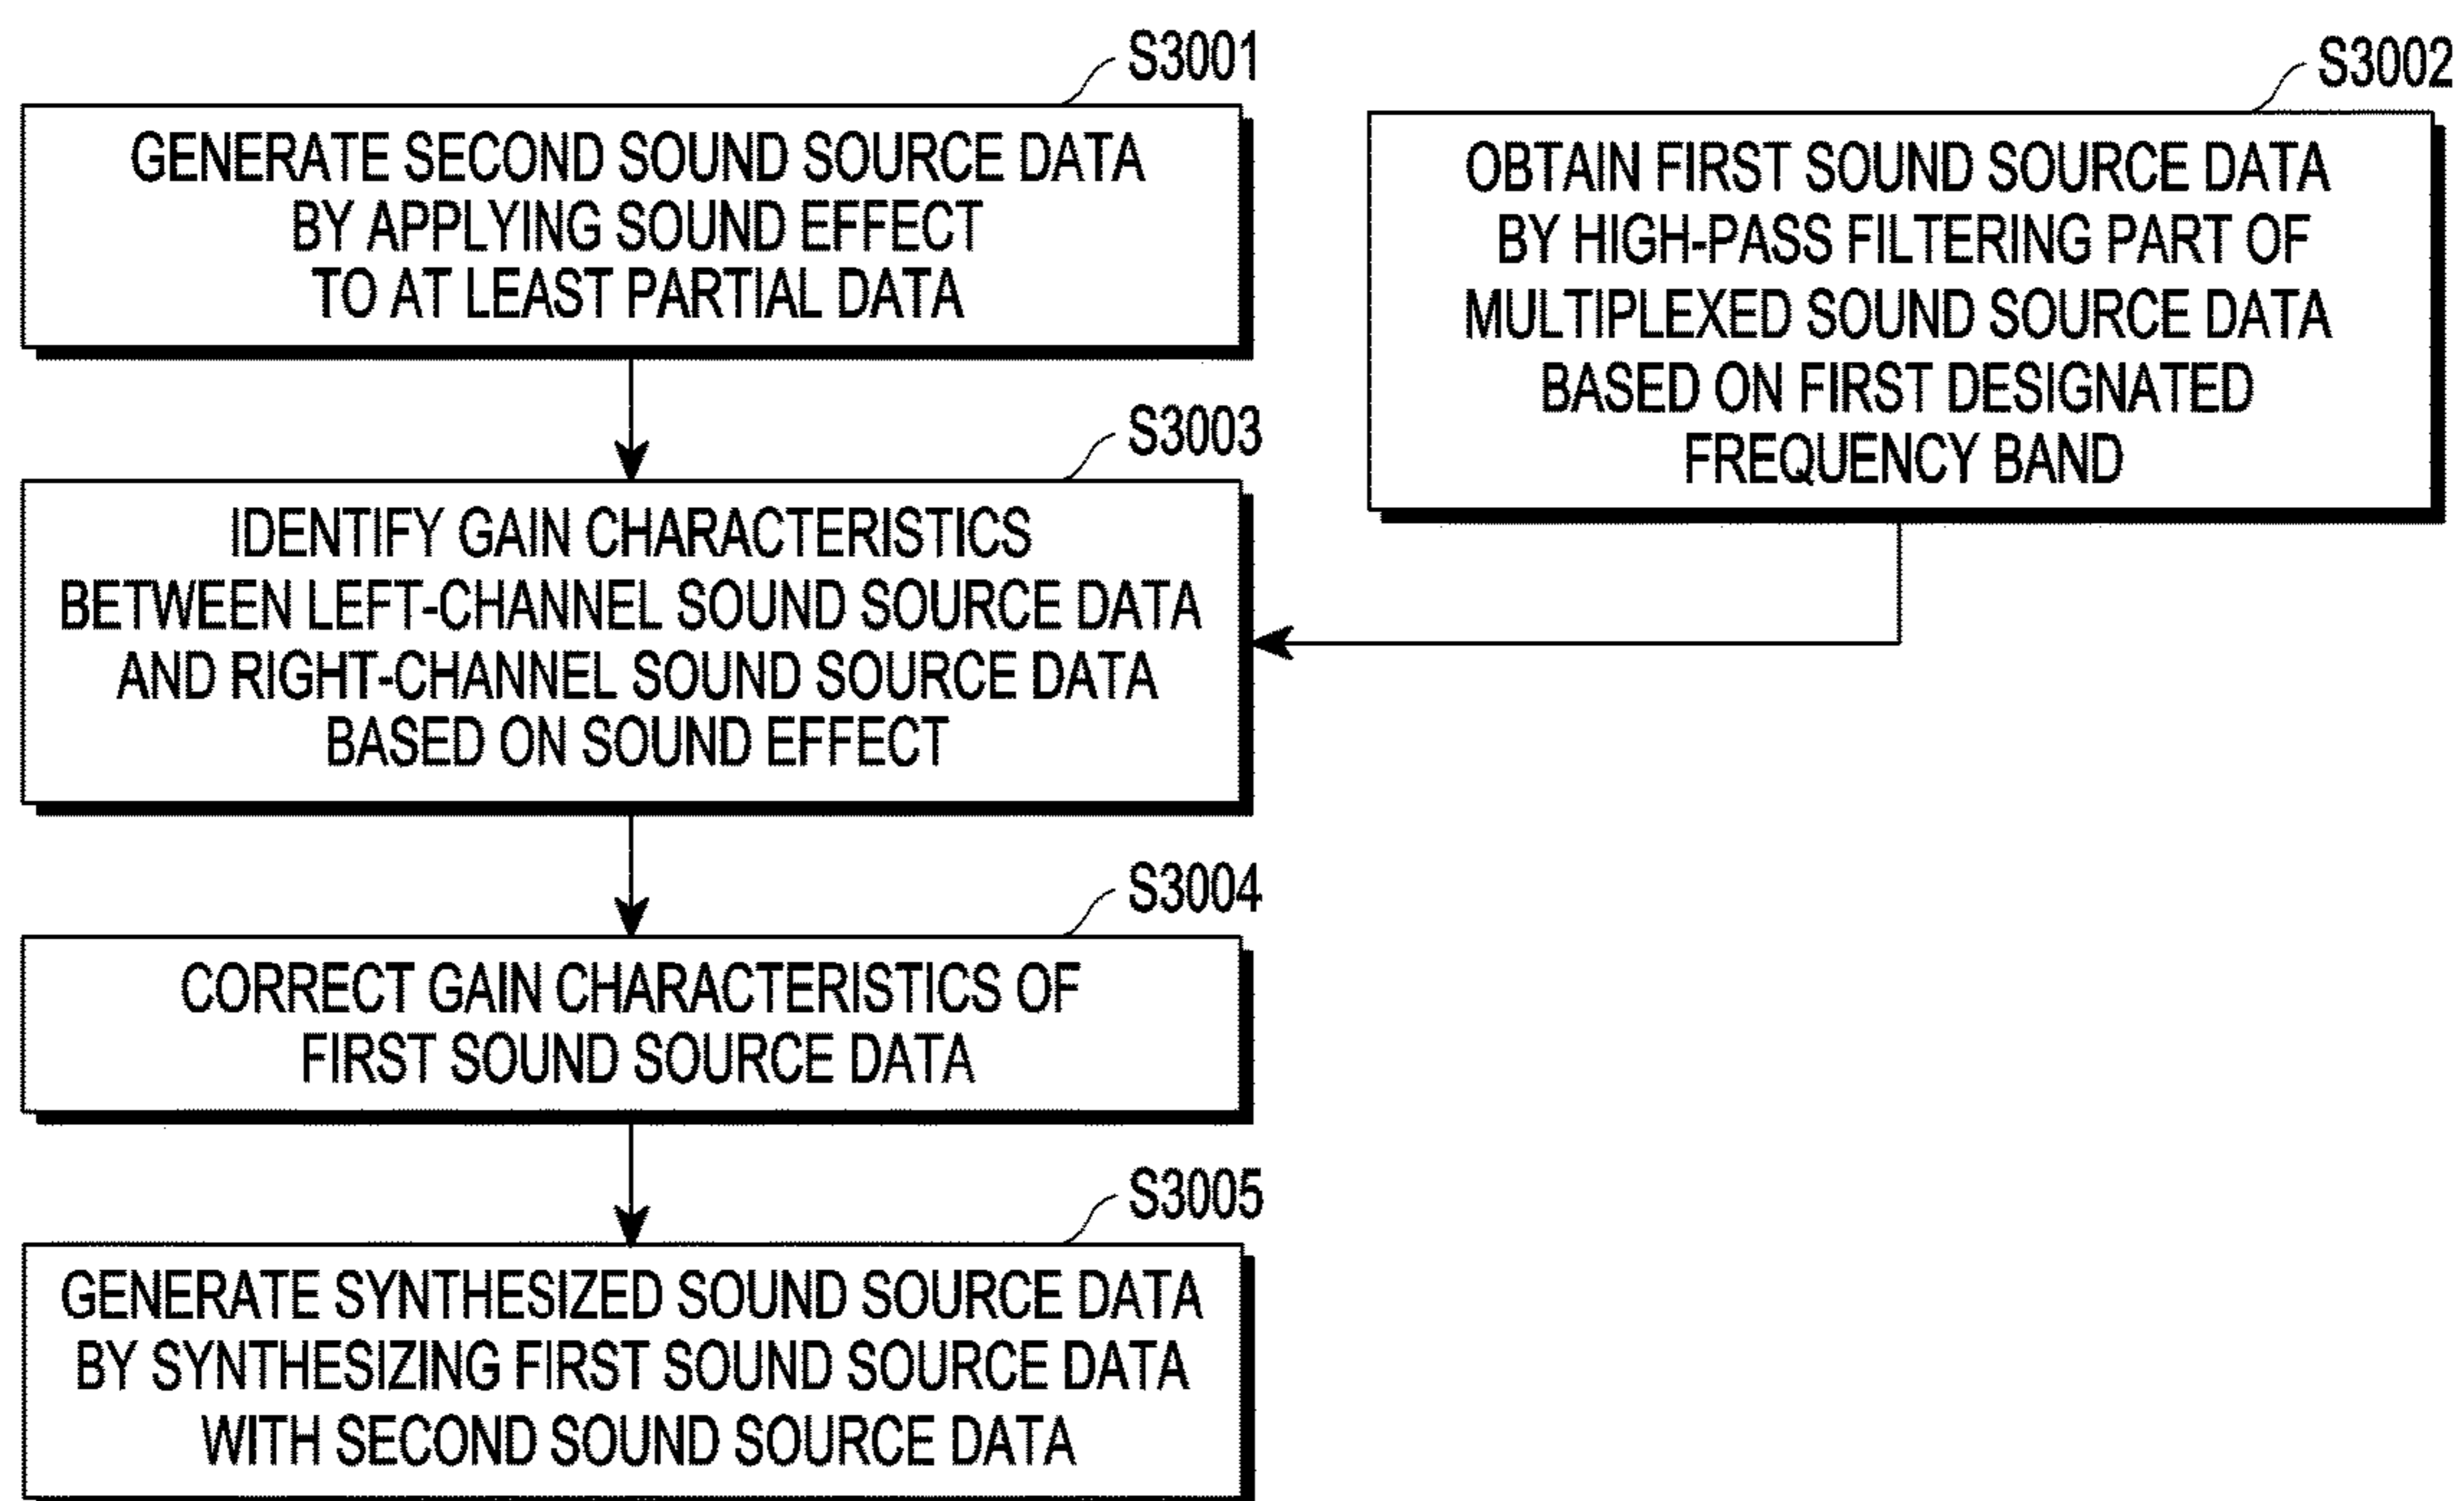 S3001
GENERATE SECOND SOUND SOURCE DATA
BY APPLYING SOUND EFFECT
TO AT LEAST PARTIAL DATA
S3002
OBTAIN FIRST SOUND SOURCE DATA
BY HIGH-PASS FILTERING PART OF
MULTIPLEXED SOUND SOURCE DATA
BASED ON FIRST DESIGNATED
FREQUENCY BAND
S3003
IDENTIFY GAIN CHARACTERISTICS
BETWEEN LEFT-CHANNEL SOUND SOURCE DATA
AND RIGHT-CHANNEL SOUND SOURCE DATA
BASED ON SOUND EFFECT
S3004
CORRECT GAIN CHARACTERISTICS OF
FIRST SOUND SOURCE DATA
S3005
GENERATE SYNTHESIZED SOUND SOURCE DATA
BY SYNTHESIZING FIRST SOUND SOURCE DATA
WITH SECOND SOUND SOURCE DATA